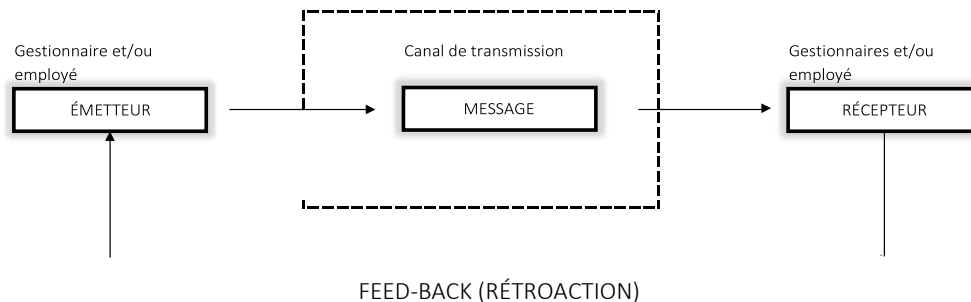 Gestionnaire et/ou
employé
ÉMETTEUR
Canal de transmission
MESSAGE
Gestionnaires et/ou
employé
RÉCEPTEUR
FEED-BACK (RÉTROACTION)